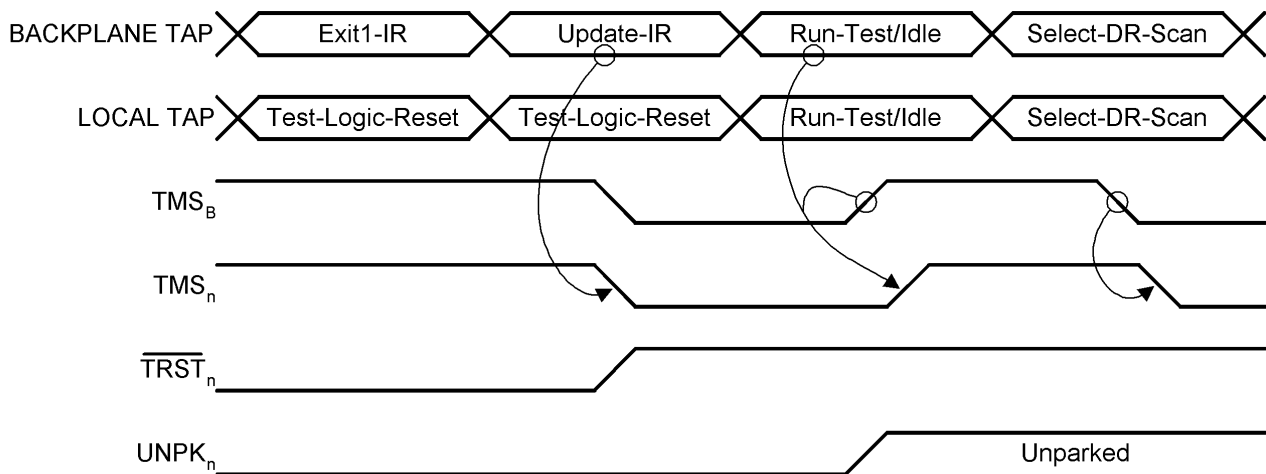 BACKPLANE TAP Exit1-IR Update-IR Run-Test/Idle Select-DR-Scan
LOCAL TAP Test-Logic-Reset Test-Logic-Reset Run-Test/Idle Select-DR-Scan
TMSB
TMSn
TRSTn
UNPKn Unparked